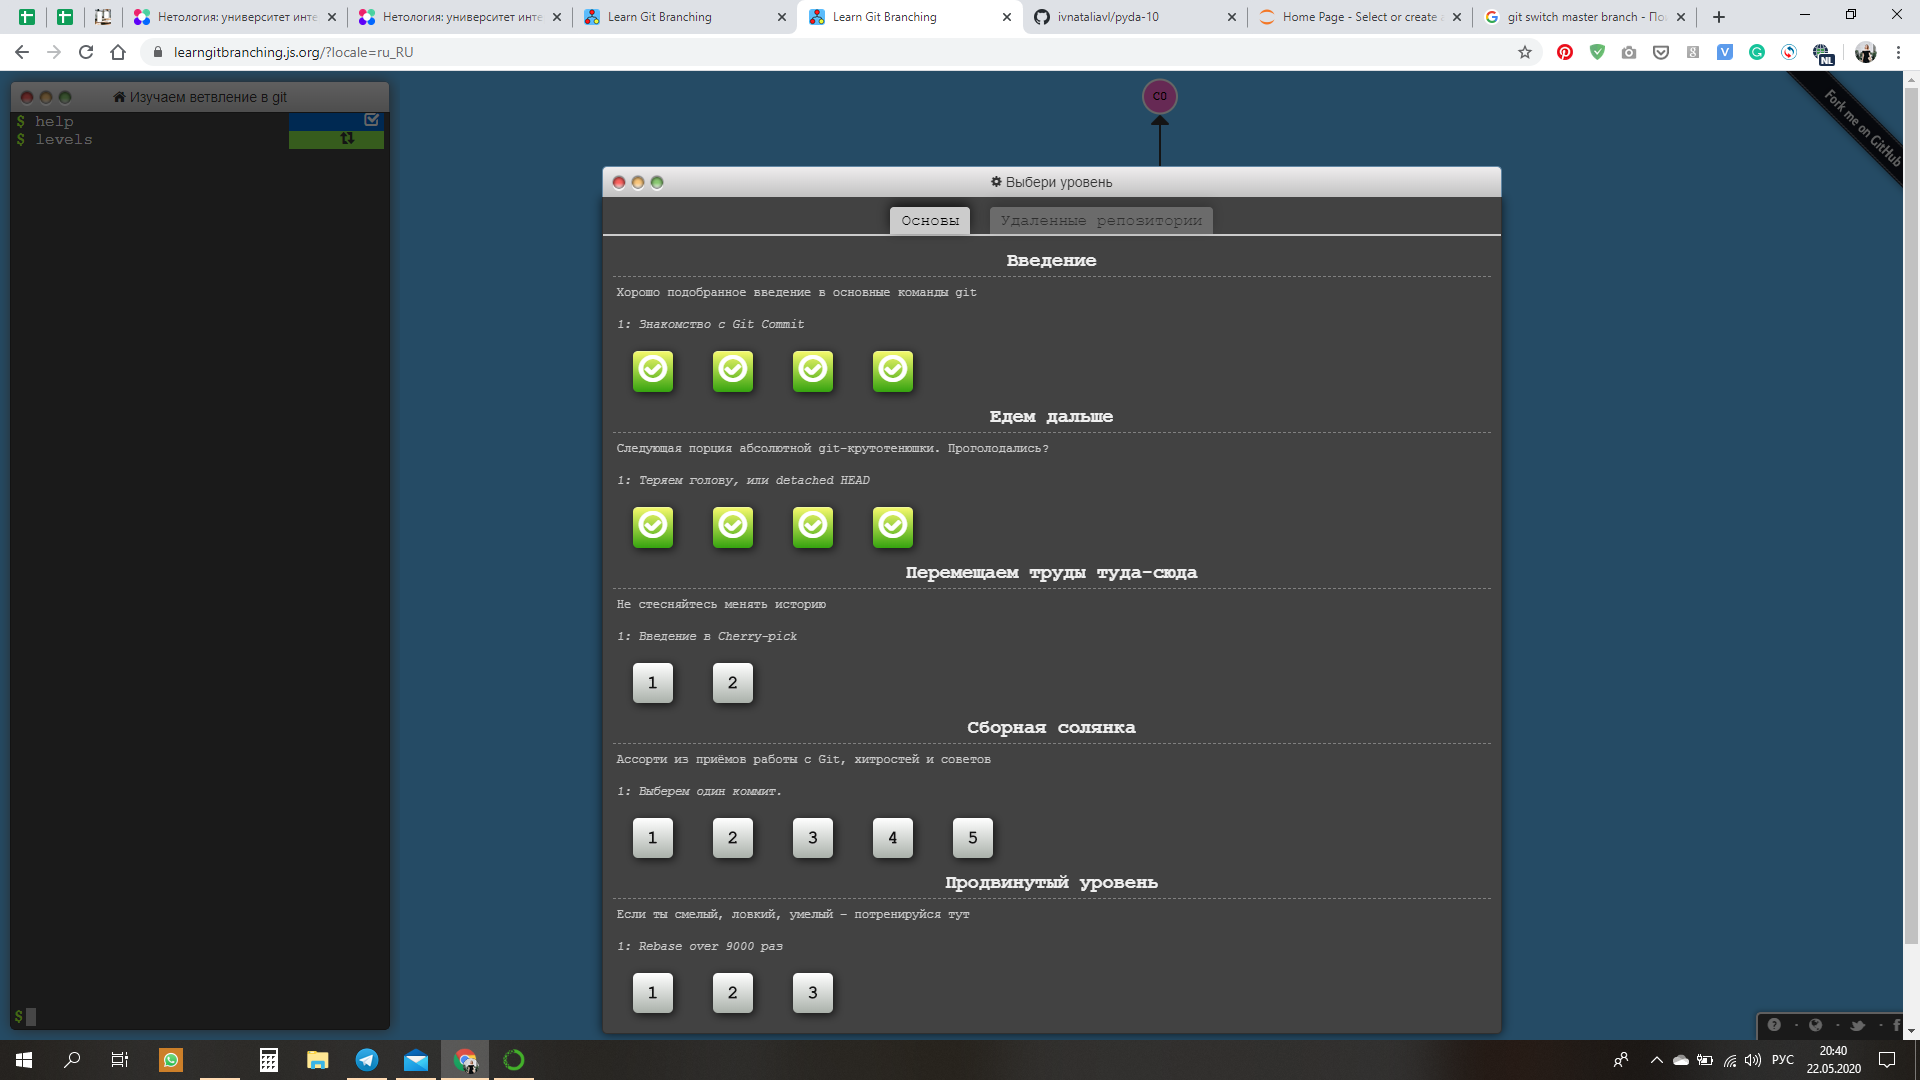 Нетология: университет инте
Нетология: университет инте
Learn Git Branching
Learn Git Branching
ivnataliavl/pyda-10
Home Page - Select or create a
git switch master branch - По
learngitbranching.js.org/?locale=ru_RU
NL
Изучаем ветвление в git
$ help
$ levels
C0
Fork me on GitHub
Выбери уровень
Основы
Удаленные репозитории
Введение
Хорошо подобранное введение в основные команды git
1: Знакомство с Git Commit
Едем дальше
Следующая порция абсолютной git-крутотенюшки. Проголодались?
1: Теряем голову, или detached HEAD
Перемещаем труды туда-сюда
Не стесняйтесь менять историю
1: Введение в Cherry-pick
1 2
Сборная солянка
Ассорти из приёмов работы с Git, хитростей и советов
1: Выберем один коммит.
1 2 3 4 5
Продвинутый уровень
Если ты смелый, ловкий, умелый – потренируйся тут
1: Rebase over 9000 раз
1 2 3
$
РУС
20:40
22.05.2020